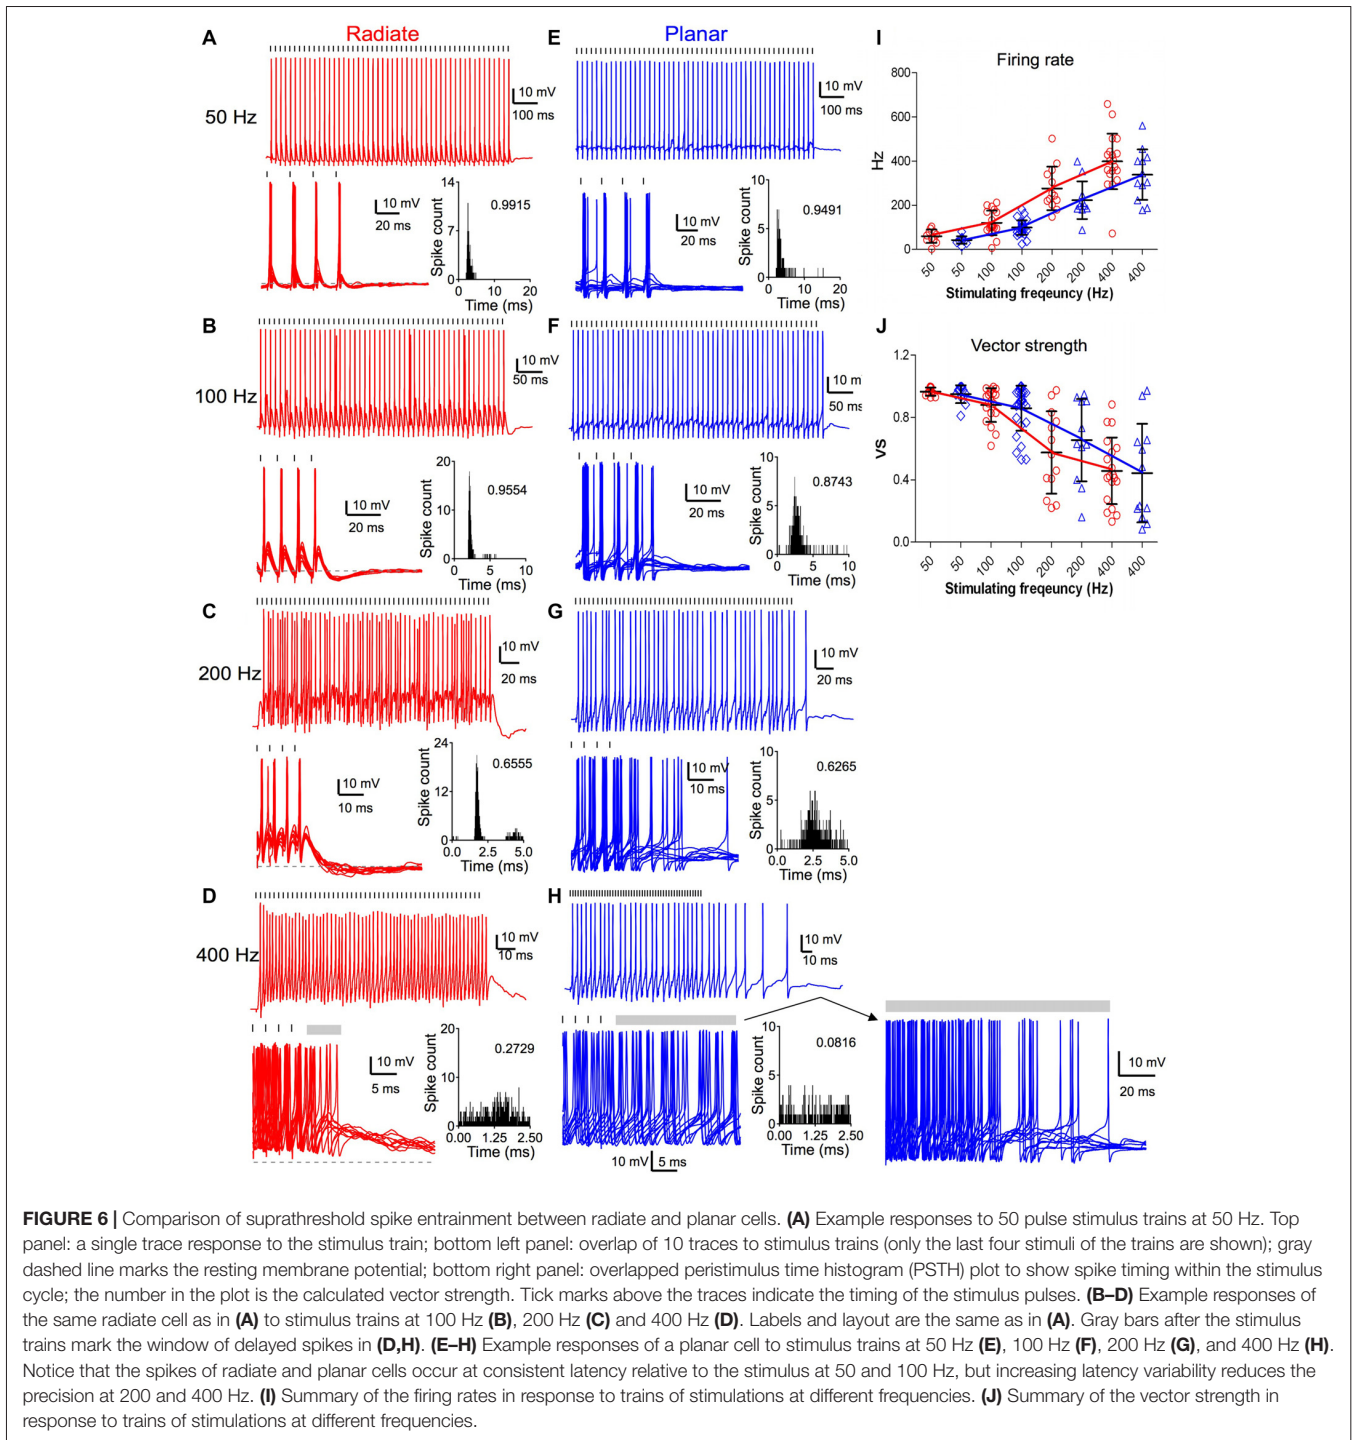 A
Radiate
50 Hz
10 mV
100 ms
10 mV
20 ms
Spike count
14
7
0
0.9915
0
10
20
Time (ms)
B
100 Hz
10 mV
50 ms
10 mV
20 ms
Spike count
20
10
0
0.9554
0
5
10
Time (ms)
C
200 Hz
10 mV
20 ms
10 mV
10 ms
Spike count
24
12
0
0.6555
0.0
2.5
5.0
Time (ms)
D
400 Hz
10 mV
10 ms
10 mV
5 ms
Spike count
20
10
0
0.2729
0.00
1.25
2.50
Time (ms)
E
Planar
10 mV
100 ms
10 mV
20 ms
Spike count
10
5
0
0.9491
0
10
20
Time (ms)
F
10 m
50 ms
10 mV
20 ms
Spike count
10
5
0
0.8743
0
5
10
Time (ms)
G
10 mV
20 ms
10 mV
10 ms
Spike count
10
5
0
0.6265
0.0
2.5
5.0
Time (ms)
H
10 mV
10 ms
10 mV
5 ms
Spike count
10
5
0
0.0816
0.00
1.25
2.50
Time (ms)
10 mV
20 ms
I
Firing rate
Hz
800
600
400
200
0
50
50
100
100
200
200
400
400
Stimulating freqeuncy (Hz)
J
Vector strength
VS
1.2
0.8
0.4
0.0
50
50
100
100
200
200
400
400
Stimulating freqeuncy (Hz)
FIGURE 6 | Comparison of suprathreshold spike entrainment between radiate and planar cells. (A) Example responses to 50 pulse stimulus trains at 50 Hz. Top
panel: a single trace response to the stimulus train; bottom left panel: overlap of 10 traces to stimulus trains (only the last four stimuli of the trains are shown); gray
dashed line marks the resting membrane potential; bottom right panel: overlapped peristimulus time histogram (PSTH) plot to show spike timing within the stimulus
cycle; the number in the plot is the calculated vector strength. Tick marks above the traces indicate the timing of the stimulus pulses. (B–D) Example responses of
the same radiate cell as in (A) to stimulus trains at 100 Hz (B), 200 Hz (C) and 400 Hz (D). Labels and layout are the same as in (A). Gray bars after the stimulus
trains mark the window of delayed spikes in (D,H). (E–H) Example responses of a planar cell to stimulus trains at 50 Hz (E), 100 Hz (F), 200 Hz (G), and 400 Hz (H).
Notice that the spikes of radiate and planar cells occur at consistent latency relative to the stimulus at 50 and 100 Hz, but increasing latency variability reduces the
precision at 200 and 400 Hz. (I) Summary of the firing rates in response to trains of stimulations at different frequencies. (J) Summary of the vector strength in
response to trains of stimulations at different frequencies.